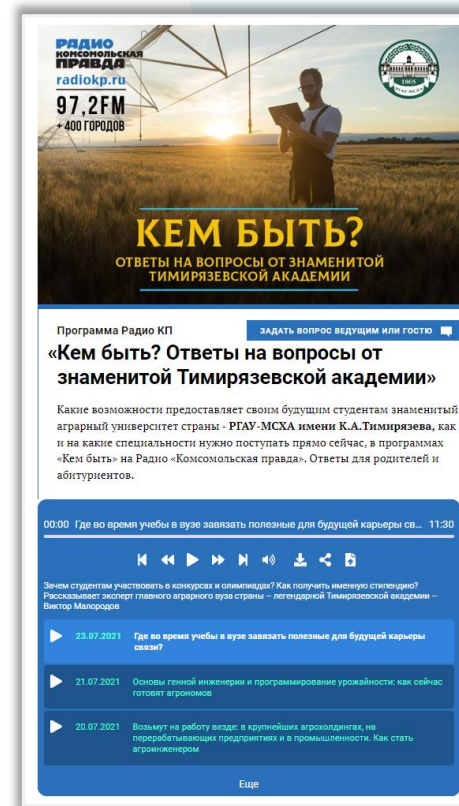 РАДИО
КОМСОМОЛЬСКАЯ
ПРАВДА
radiokp.ru
97,2FM
+ 400 ГОРОДОВ
1865
РГАУ-МСХА
КЕМ БЫТЬ?
ОТВЕТЫ НА ВОПРОСЫ ОТ ЗНАМЕНИТОЙ
ТИМИРЯЗЕВСКОЙ АКАДЕМИИ
Программа Радио КП
ЗАДАТЬ ВОПРОС ВЕДУЩИМ ИЛИ ГОСТЮ
«Кем быть? Ответы на вопросы от
знаменитой Тимирязевской академии»
Какие возможности предоставляет своим будущим студентам знаменитый
аграрный университет страны - РГАУ-МСХА имени К.А.Тимирязева, как
и на какие специальности нужно поступать прямо сейчас, в программах
«Кем быть» на Радио «Комсомольская правда». Ответы для родителей и
абитуриентов.
00:00 Где во время учебы в вузе завязать полезные для будущей карьеры св... 11:30
Зачем студентам участвовать в конкурсах и олимпиадах? Как получить именную стипендию?
Рассказывает эксперт главного аграрного вуза страны – легендарной Тимирязевской академии –
Виктор Малородов
23.07.2021 Где во время учебы в вузе завязать полезные для будущей карьеры
связи?
21.07.2021 Основы генной инженерии и программирование урожайности: как сейчас
готовят агрономов
20.07.2021 Возьмут на работу везде: в крупнейших агрохолдингах, на
перерабатывающих предприятиях и в промышленности. Как стать
агроинженером
Еще